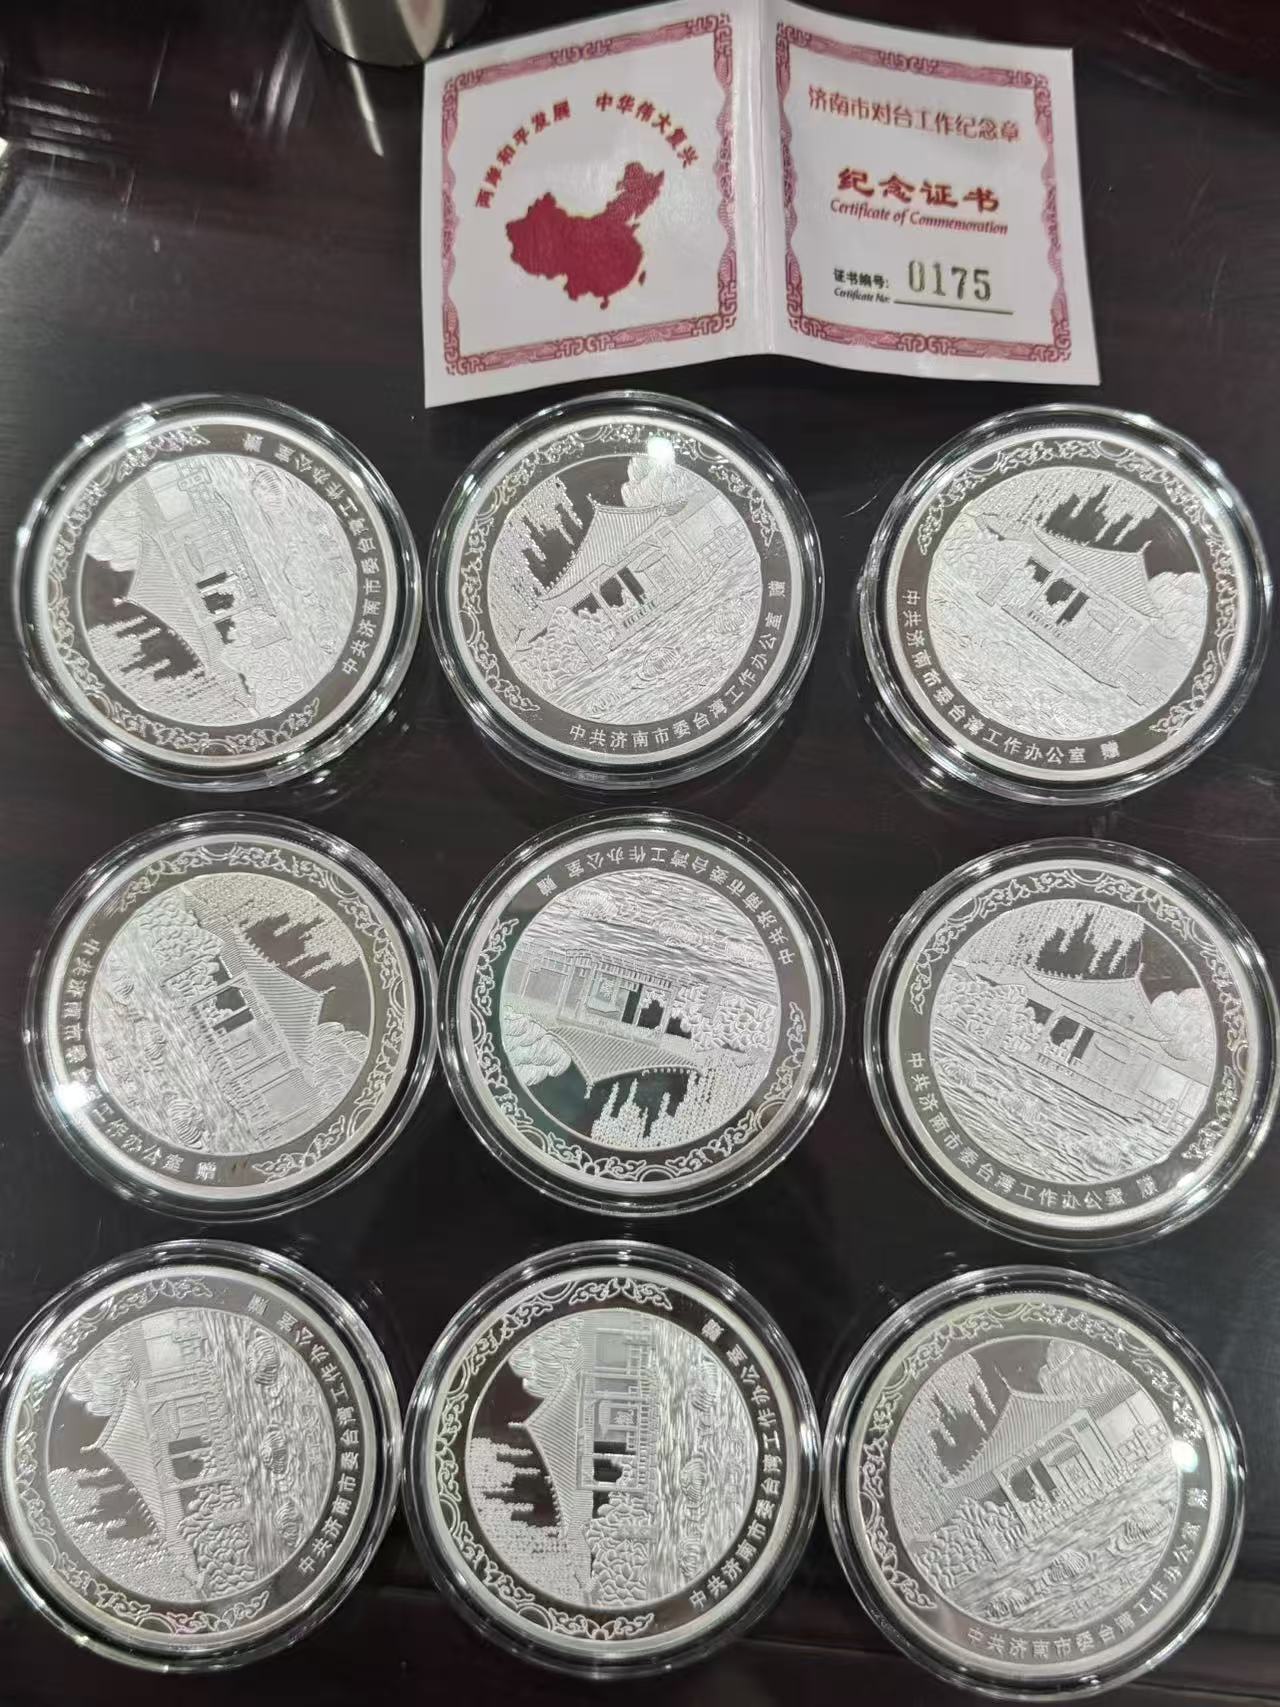 两岸和平发展 中华伟大复兴
济南市对台工作纪念章
纪念证书
Certificate of Commemoration
证书编号: 0175
Certificate No:
中共济南市委台湾工作办公室 赠
中共济南市委台湾工作办公室 赠
中共济南市委台湾工作办公室 赠
中共济南市委 工作办公室 赠
中共济南市委台湾工作办公室 赠
中共济南市委台湾工作办公室 赠
中共济南市委台湾工作办公室 赠
中共济南市委台湾工作办公室 赠
中共济南市委台湾工作办公室 赠